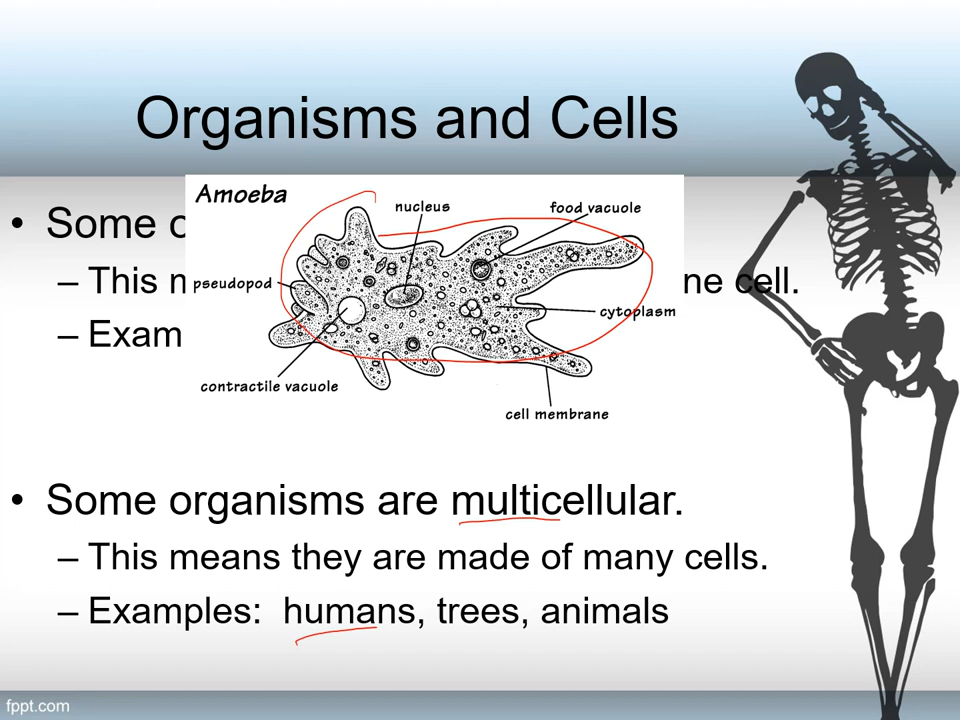 Organisms and Cells
Amoeba
nucleus
food vacuole
• Some
– This
pseudopod
ne cell.
cytoplasm
– Exam
contractile vacuole
cell membrane
• Some organisms are multicellular.
– This means they are made of many cells.
– Examples: humans, trees, animals
fppt.com